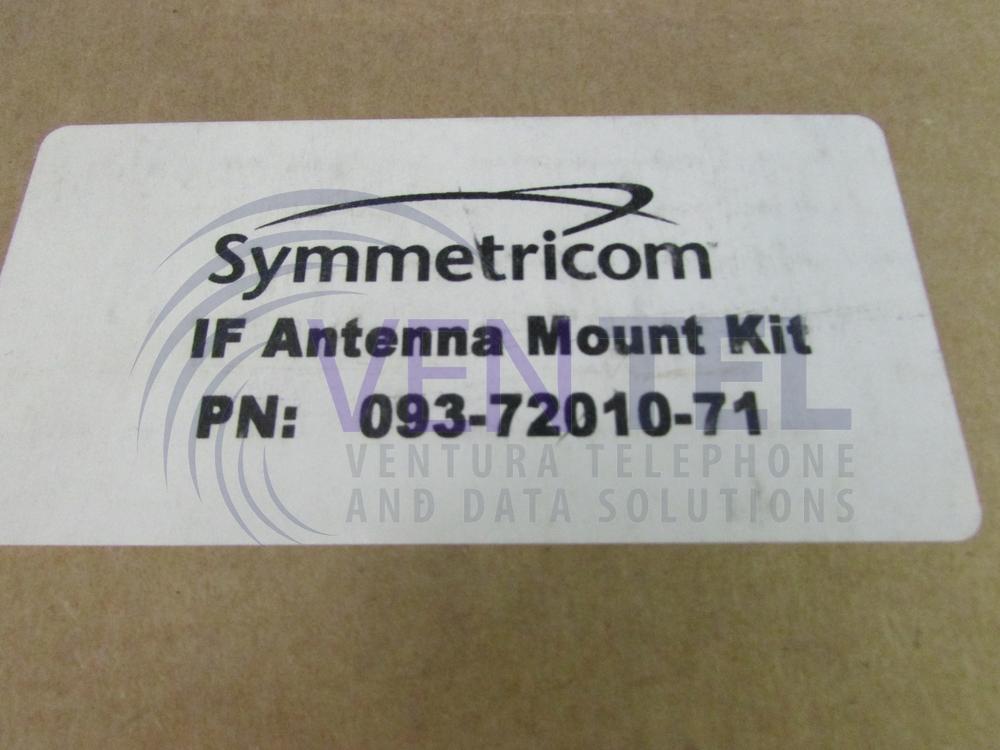 Symmetricom
IF Antenna Mount Kit
PN: 093-72010-71
VENTEL
VENTURA TELEPHONE
AND DATA SOLUTIONS